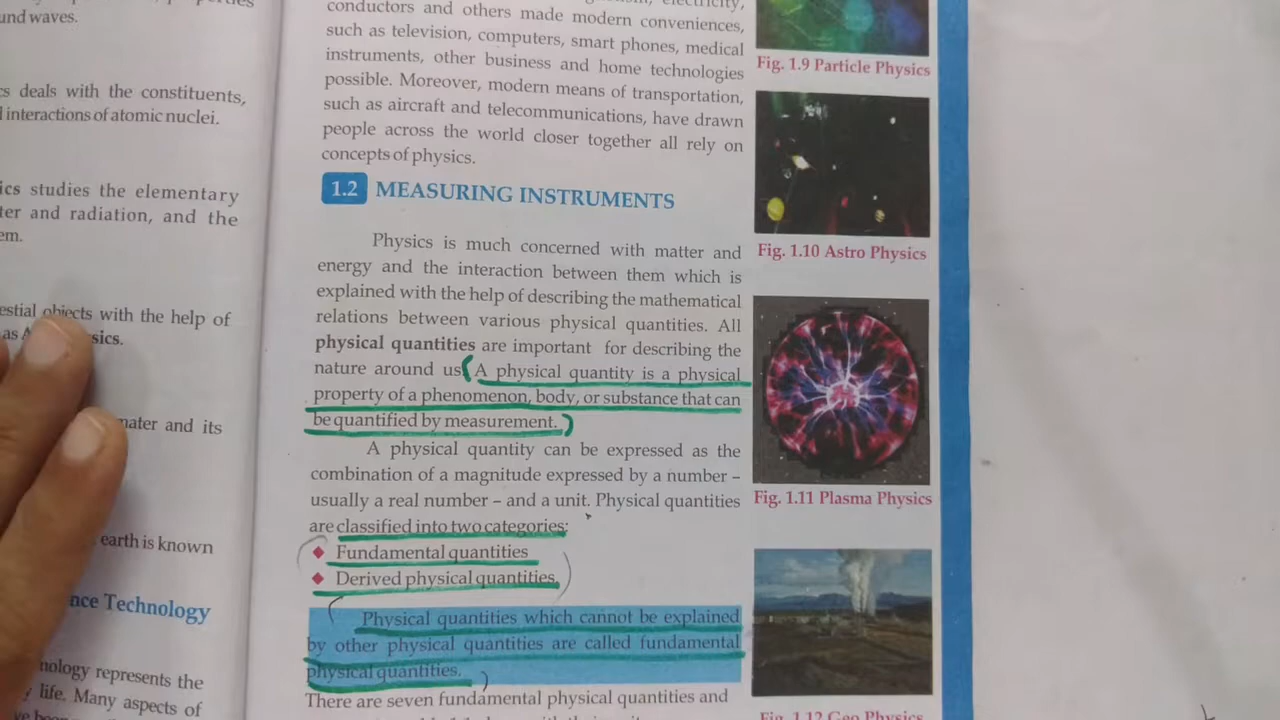 und waves.
cs deals with the constituents,
interactions of atomic nuclei.
ics studies the elementary
ter and radiation, and the
em.
estial objects with the help of
as A sics.
mater and its
earth is known
nce Technology
nology represents the
life. Many aspects of
electricity,
conductors and others made modern conveniences,
such as television, computers, smart phones, medical
instruments, other business and home technologies
possible. Moreover, modern means of transportation,
such as aircraft and telecommunications, have drawn
people across the world closer together all rely on
concepts of physics.
1.2 MEASURING INSTRUMENTS
Physics is much concerned with matter and
energy and the interaction between them which is
explained with the help of describing the mathematical
relations between various physical quantities. All
physical quantities are important for describing the
nature around us (A physical quantity is a physical
property of a phenomenon, body, or substance that can
be quantified by measurement.)
A physical quantity can be expressed as the
combination of a magnitude expressed by a number –
usually a real number – and a unit. Physical quantities
are classified into two categories:
◆ Fundamental quantities
◆ Derived physical quantities.
Physical quantities which cannot be explained
by other physical quantities are called fundamental
physical quantities.
There are seven fundamental physical quantities and
Fig. 1.9 Particle Physics
Fig. 1.10 Astro Physics
Fig. 1.11 Plasma Physics
Fig. 1.12 Geo Physics